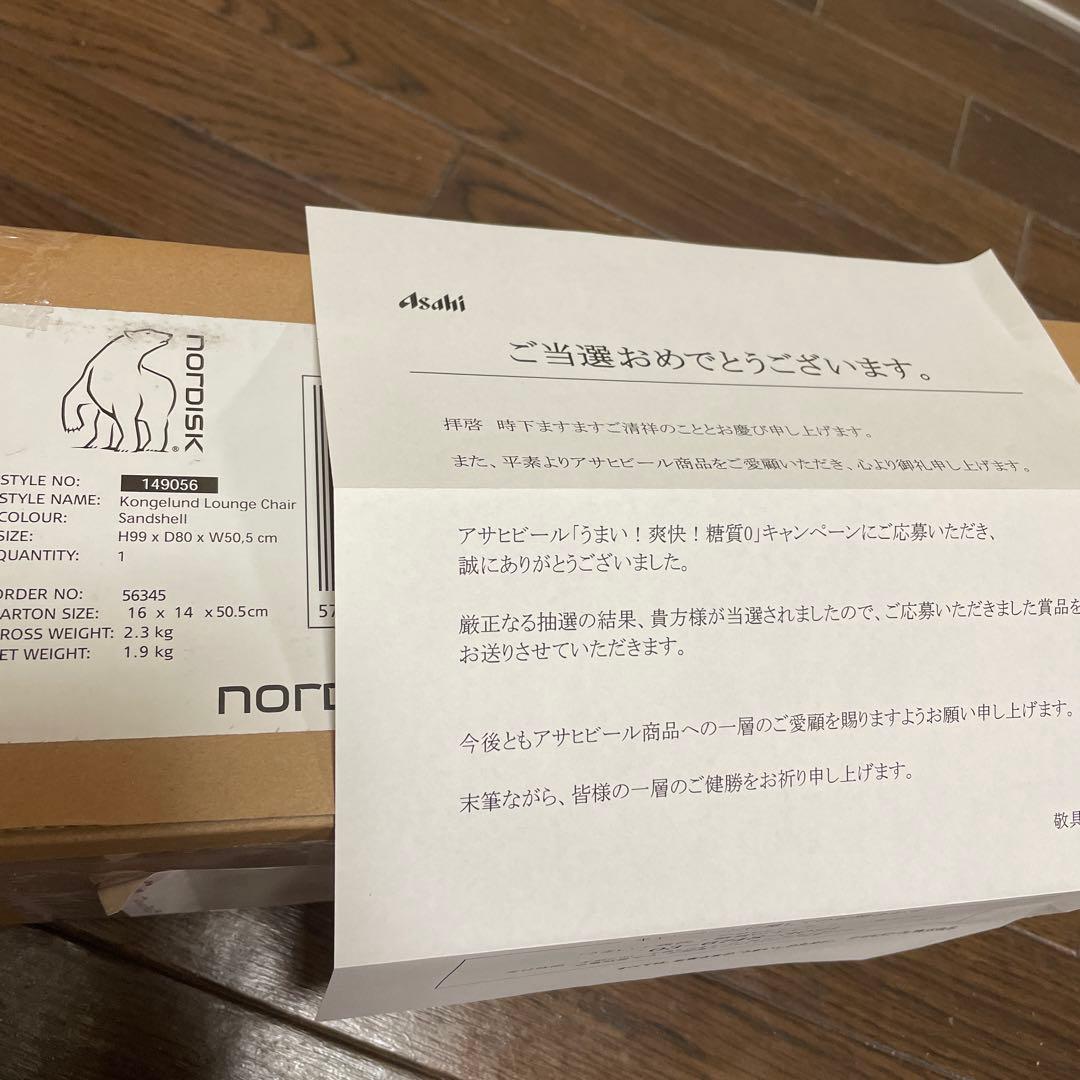 NORDISK
®
STYLE NO: 149056
STYLE NAME: Kongelund Lounge Chair
COLOUR: Sandshell
SIZE: H99 x D80 x W50,5 cm
QUANTITY: 1
ORDER NO: 56345
CARTON SIZE: 16 x 14 x 50.5cm
GROSS WEIGHT: 2.3 kg
NET WEIGHT: 1.9 kg
57
NORD
Asahi
ご当選おめでとうございます。
拝啓 時下ますますご清祥のこととお慶び申し上げます。
また、平素よりアサヒビール商品をご愛顧いただき、心より御礼申し上げます。
アサヒビール「うまい！爽快！糖質0」キャンペーンにご応募いただき、
誠にありがとうございました。
厳正なる抽選の結果、貴方様が当選されましたので、ご応募いただきました賞品を
お送りさせていただきます。
今後ともアサヒビール商品への一層のご愛顧を賜りますようお願い申し上げます。
末筆ながら、皆様の一層のご健勝をお祈り申し上げます。
敬具